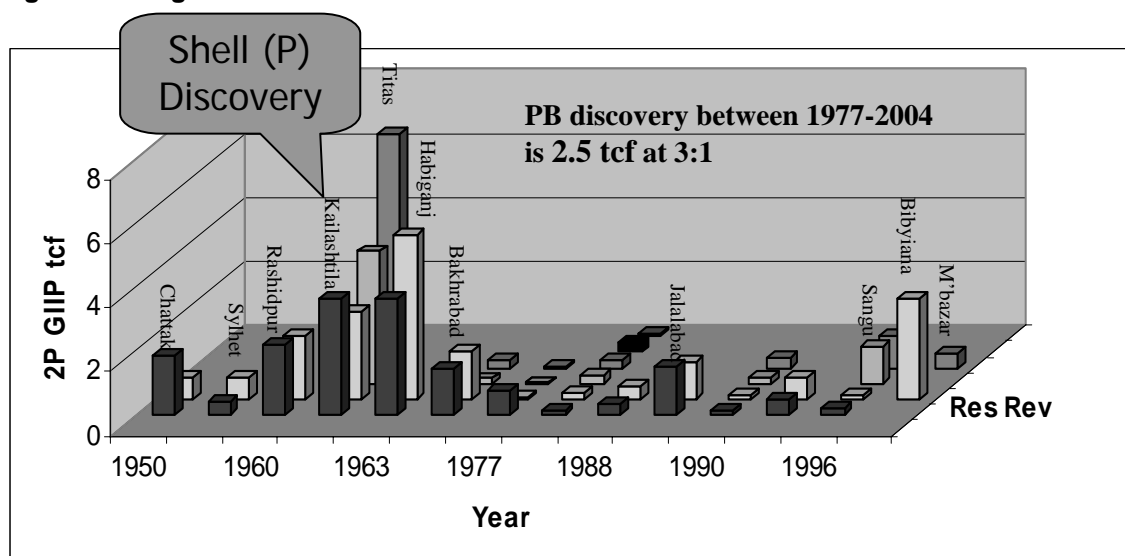 Shell (P)
Discovery
PB discovery between 1977-2004
is 2.5 tcf at 3:1
Titas
Habiganj
Kailashtila
Rashidpur
Sylhet
Chattak
Bakhrabad
Jalalabad
Sangu
Bibyiana
M'bazar
8
6
4
2
0
2P GIIP tcf
Res Rev
1950 1960 1963 1977 1988 1990 1996
Year